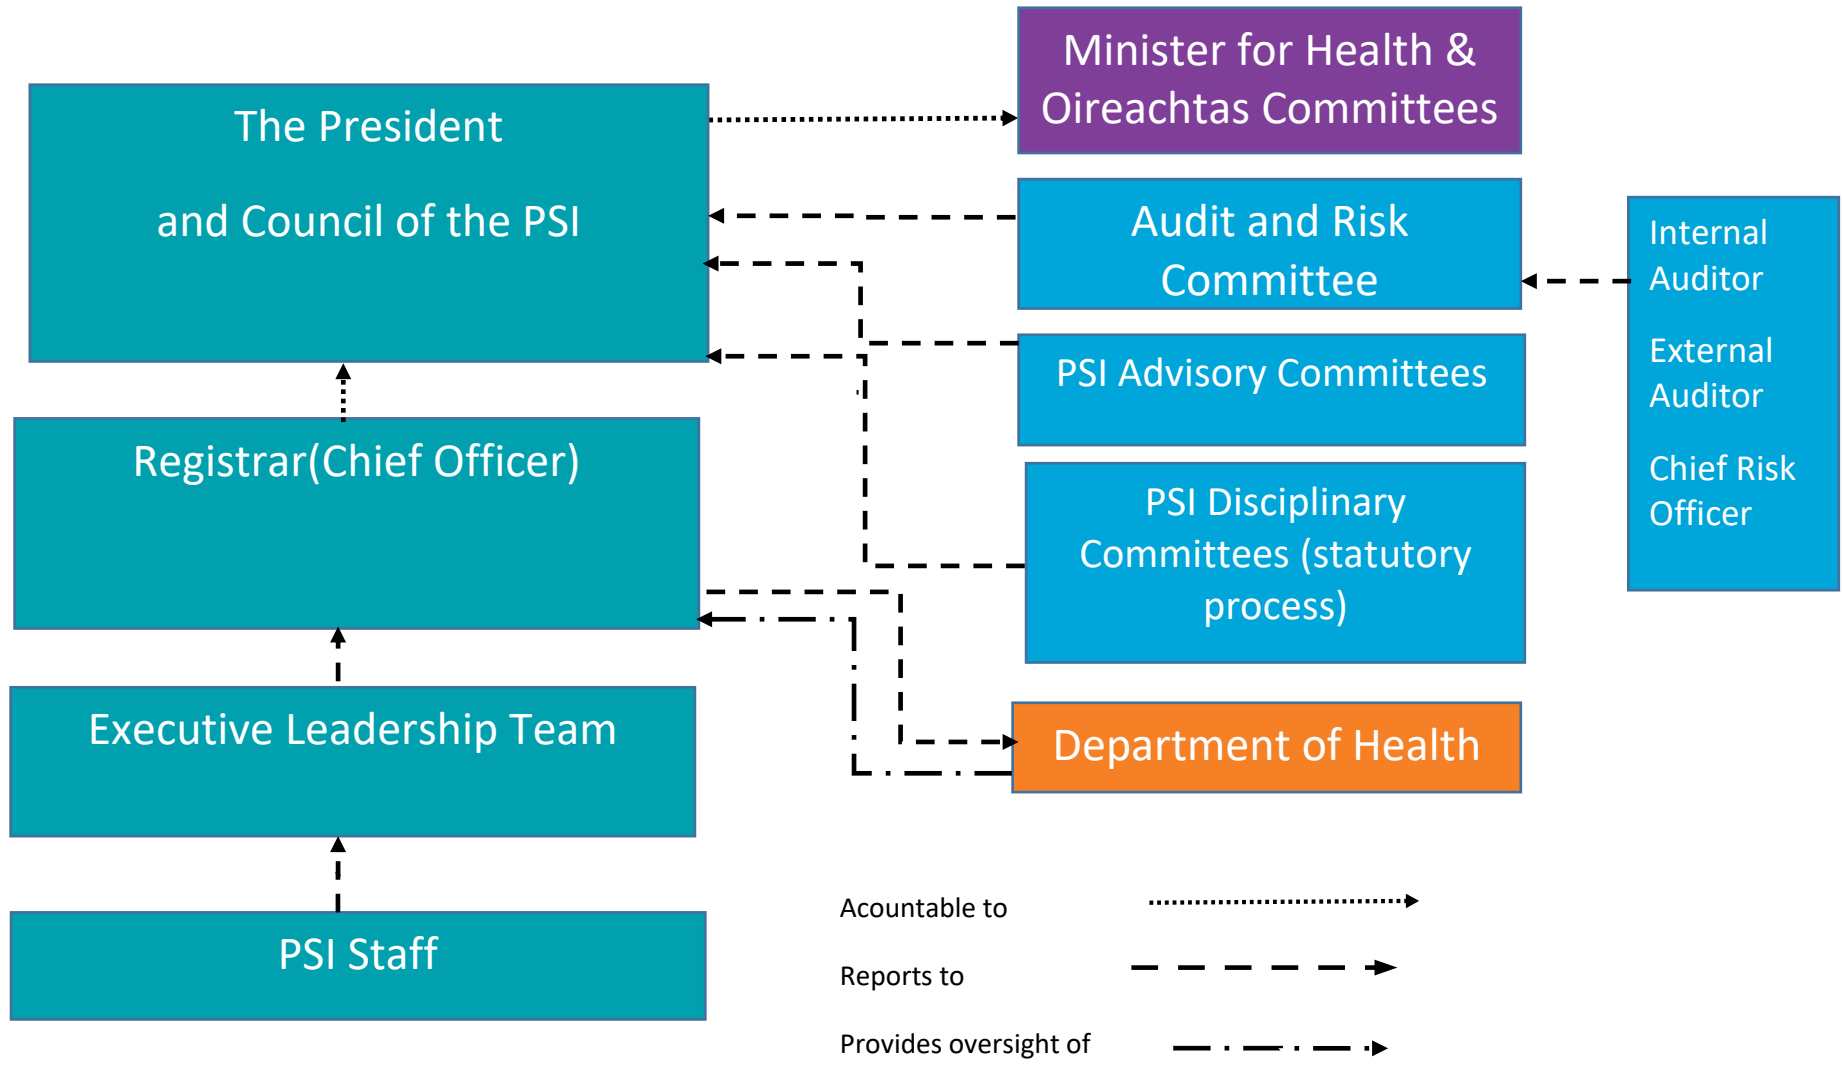 The President
and Council of the PSI
Minister for Health &
Oireachtas Committees
Audit and Risk
Committee
Internal
Auditor
External
Auditor
Chief Risk
Officer
PSI Advisory Committees
Registrar(Chief Officer)
PSI Disciplinary
Committees (statutory
process)
Executive Leadership Team
Department of Health
PSI Staff
Acountable to
Reports to
Provides oversight of